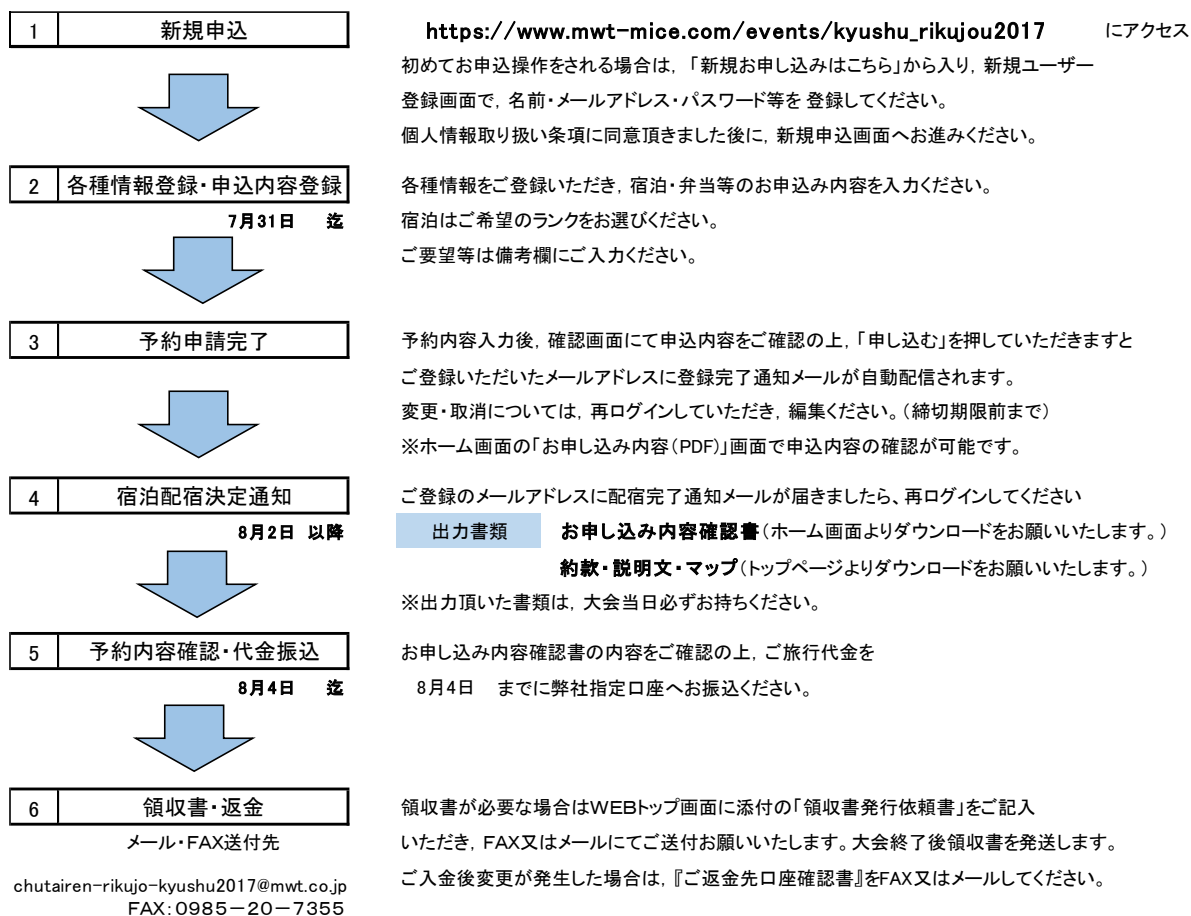 1 新規申込 https://www.mwt-mice.com/events/kyushu_rikujou2017 にアクセス
初めてお申込操作をされる場合は，「新規お申し込みはこちら」から入り，新規ユーザー
登録画面で，名前・メールアドレス・パスワード等を 登録してください。
個人情報取り扱い条項に同意頂きました後に，新規申込画面へお進みください。
2 各種情報登録・申込内容登録 各種情報をご登録いただき，宿泊・弁当等のお申込み内容を入力ください。
7月31日 迄 宿泊はご希望のランクをお選びください。
ご要望等は備考欄にご入力ください。
3 予約申請完了 予約内容入力後，確認画面にて申込内容をご確認の上，「申し込む」を押していただきますと
ご登録いただいたメールアドレスに登録完了通知メールが自動配信されます。
変更・取消については，再ログインしていただき，編集ください。（締切期限前まで）
※ホーム画面の「お申し込み内容（PDF）」画面で申込内容の確認が可能です。
4 宿泊配宿決定通知 ご登録のメールアドレスに配宿完了通知メールが届きましたら、再ログインしてください
8月2日 以降 出力書類 お申し込み内容確認書（ホーム画面よりダウンロードをお願いいたします。）
約款・説明文・マップ（トップページよりダウンロードをお願いいたします。）
※出力頂いた書類は，大会当日必ずお持ちください。
5 予約内容確認・代金振込 お申し込み内容確認書の内容をご確認の上，ご旅行代金を
8月4日 迄 8月4日 までに弊社指定口座へお振込ください。
6 領収書・返金 領収書が必要な場合はWEBトップ画面に添付の「領収書発行依頼書」をご記入
メール・FAX送付先 いただき，FAX又はメールにてご送付お願いいたします。大会終了後領収書を発送します。
chutairen-rikujo-kyushu2017@mwt.co.jp ご入金後変更が発生した場合は，『ご返金先口座確認書』をFAX又はメールしてください。
FAX：0985－20－7355